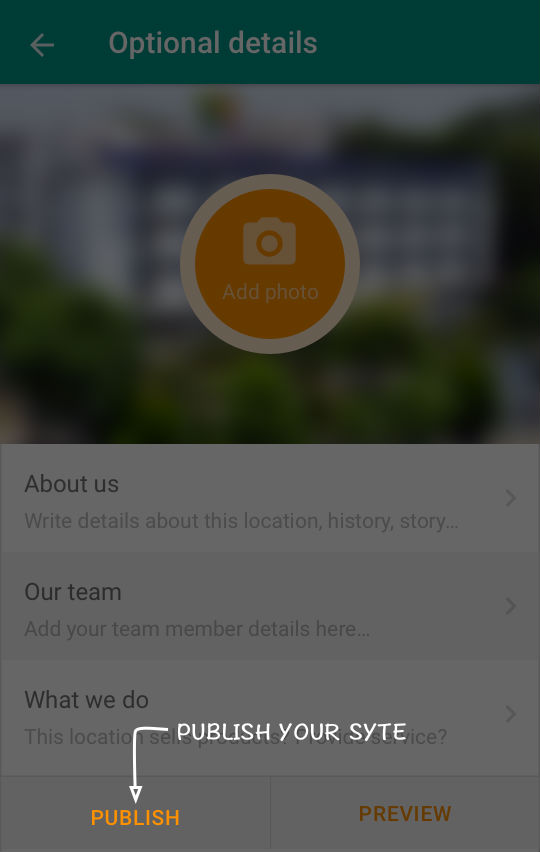 Optional details
Add photo
About us
Write details about this location, history, story...
Our team
Add your team member details here...
What we do
PUBLISH YOUR SYTE
This location sells products? Provide service?
PUBLISH
PREVIEW